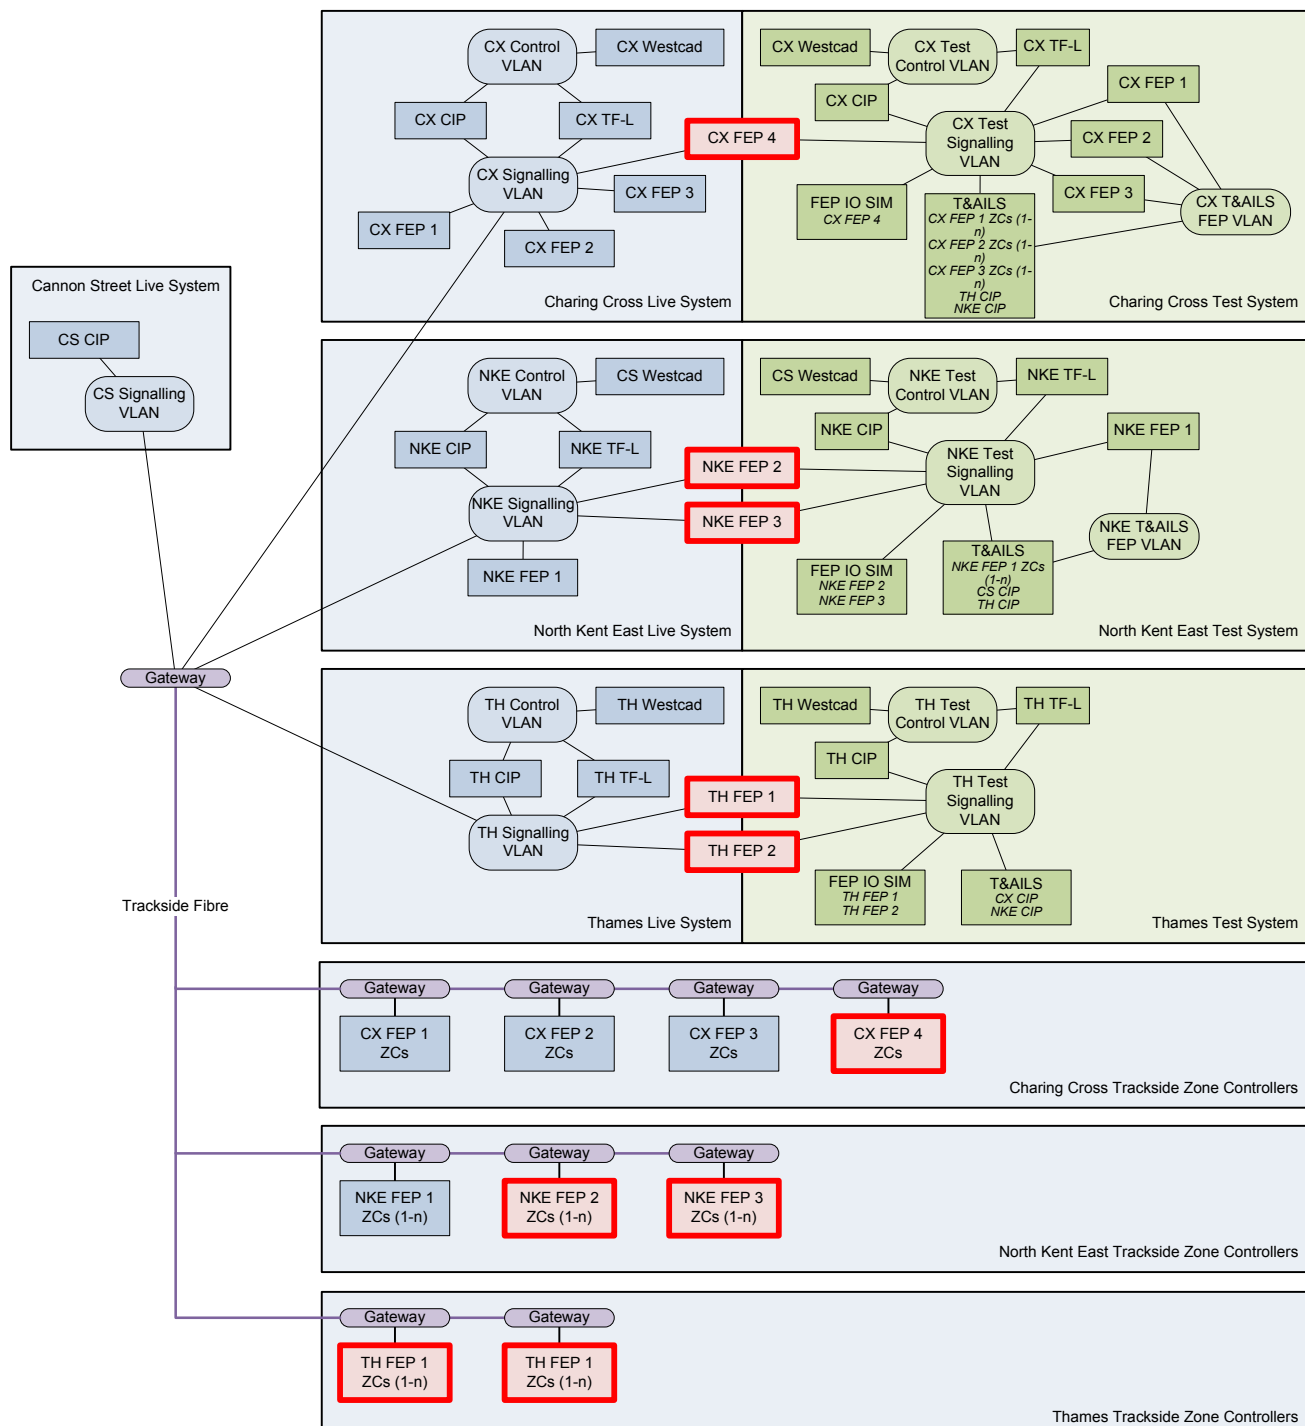 CX Control
VLAN
CX Westcad
CX CIP
CX TF-L
CX FEP 4
CX Signalling
VLAN
CX FEP 3
CX FEP 1
CX FEP 2
Charing Cross Live System
CX Westcad
CX Test
Control VLAN
CX TF-L
CX FEP 1
CX CIP
CX Test
Signalling
VLAN
CX FEP 2
CX FEP 3
FEP IO SIM
CX FEP 4
T&AILS
CX FEP 1 ZCs (1-
n)
CX FEP 2 ZCs (1-
n)
CX FEP 3 ZCs (1-
n)
TH CIP
NKE CIP
CX T&AILS
FEP VLAN
Charing Cross Test System
Cannon Street Live System
CS CIP
CS Signalling
VLAN
NKE Control
VLAN
CS Westcad
NKE CIP
NKE TF-L
NKE FEP 2
NKE Signalling
VLAN
NKE FEP 3
NKE FEP 1
North Kent East Live System
CS Westcad
NKE Test
Control VLAN
NKE TF-L
NKE CIP
NKE FEP 1
NKE Test
Signalling
VLAN
NKE T&AILS
FEP VLAN
FEP IO SIM
NKE FEP 2
NKE FEP 3
T&AILS
NKE FEP 1 ZCs
(1-n)
CS CIP
TH CIP
North Kent East Test System
Gateway
TH Control
VLAN
TH Westcad
TH CIP
TH TF-L
TH FEP 1
TH Signalling
VLAN
TH FEP 2
Thames Live System
TH Westcad
TH Test
Control VLAN
TH TF-L
TH CIP
TH Test
Signalling
VLAN
FEP IO SIM
TH FEP 1
TH FEP 2
T&AILS
CX CIP
NKE CIP
Thames Test System
Trackside Fibre
Gateway
Gateway
Gateway
Gateway
CX FEP 1
ZCs
CX FEP 2
ZCs
CX FEP 3
ZCs
CX FEP 4
ZCs
Charing Cross Trackside Zone Controllers
Gateway
Gateway
Gateway
NKE FEP 1
ZCs (1-n)
NKE FEP 2
ZCs (1-n)
NKE FEP 3
ZCs (1-n)
North Kent East Trackside Zone Controllers
Gateway
Gateway
TH FEP 1
ZCs (1-n)
TH FEP 1
ZCs (1-n)
Thames Trackside Zone Controllers